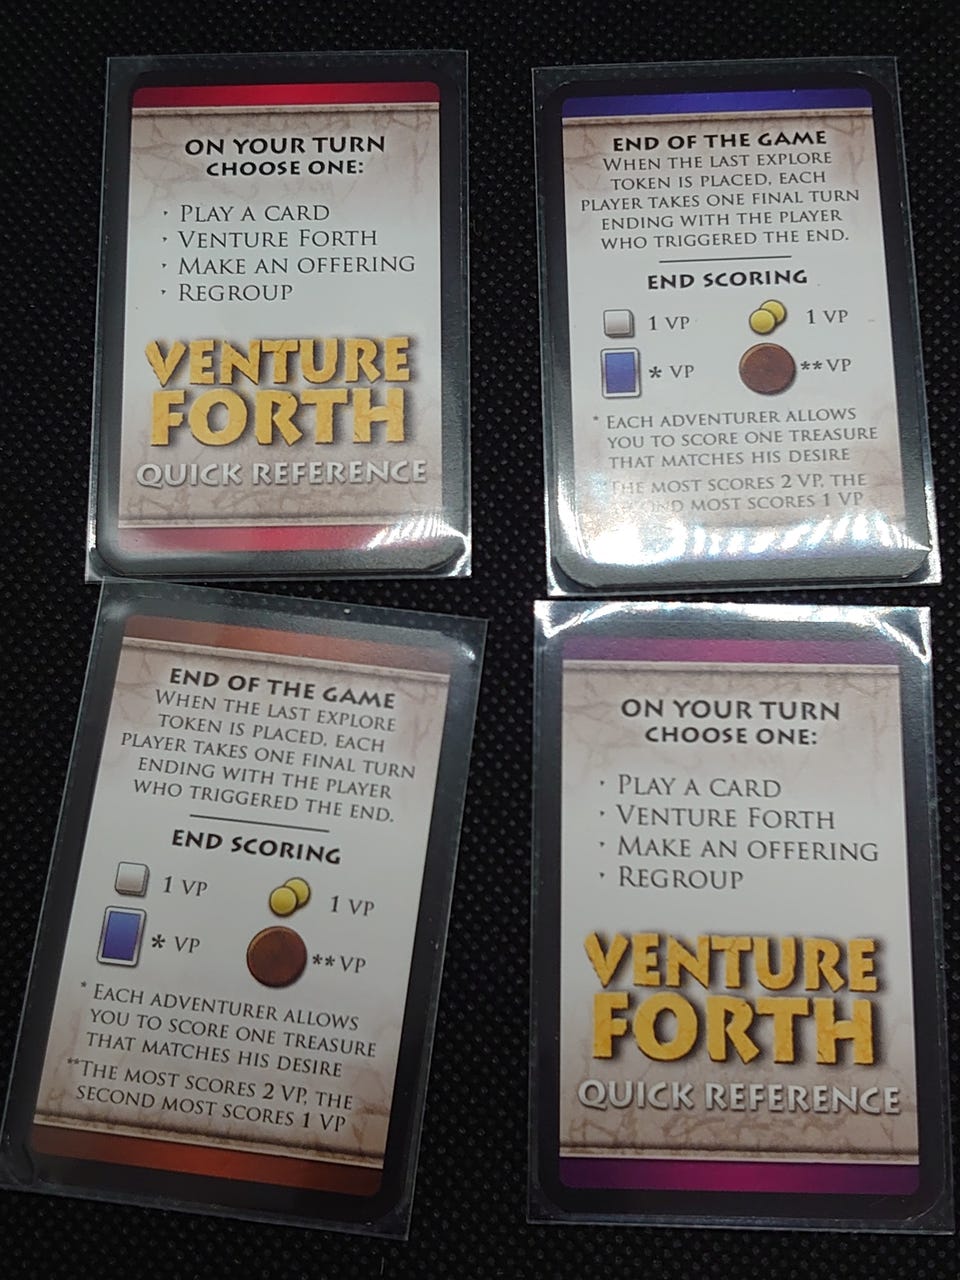 ON YOUR TURN
CHOOSE ONE:
· PLAY A CARD
· VENTURE FORTH
· MAKE AN OFFERING
· REGROUP
VENTURE
FORTH
QUICK REFERENCE
END OF THE GAME
WHEN THE LAST EXPLORE
TOKEN IS PLACED, EACH
PLAYER TAKES ONE FINAL TURN
ENDING WITH THE PLAYER
WHO TRIGGERED THE END.
END SCORING
1 VP 1 VP
* VP ** VP
* EACH ADVENTURER ALLOWS
YOU TO SCORE ONE TREASURE
THAT MATCHES HIS DESIRE
THE MOST SCORES 2 VP, THE
MOST SCORES 1 VP
END OF THE GAME
WHEN THE LAST EXPLORE
TOKEN IS PLACED, EACH
PLAYER TAKES ONE FINAL TURN
ENDING WITH THE PLAYER
WHO TRIGGERED THE END.
END SCORING
1 VP 1 VP
* VP ** VP
* EACH ADVENTURER ALLOWS
YOU TO SCORE ONE TREASURE
THAT MATCHES HIS DESIRE
**THE MOST SCORES 2 VP, THE
SECOND MOST SCORES 1 VP
ON YOUR TURN
CHOOSE ONE:
· PLAY A CARD
· VENTURE FORTH
· MAKE AN OFFERING
· REGROUP
VENTURE
FORTH
QUICK REFERENCE